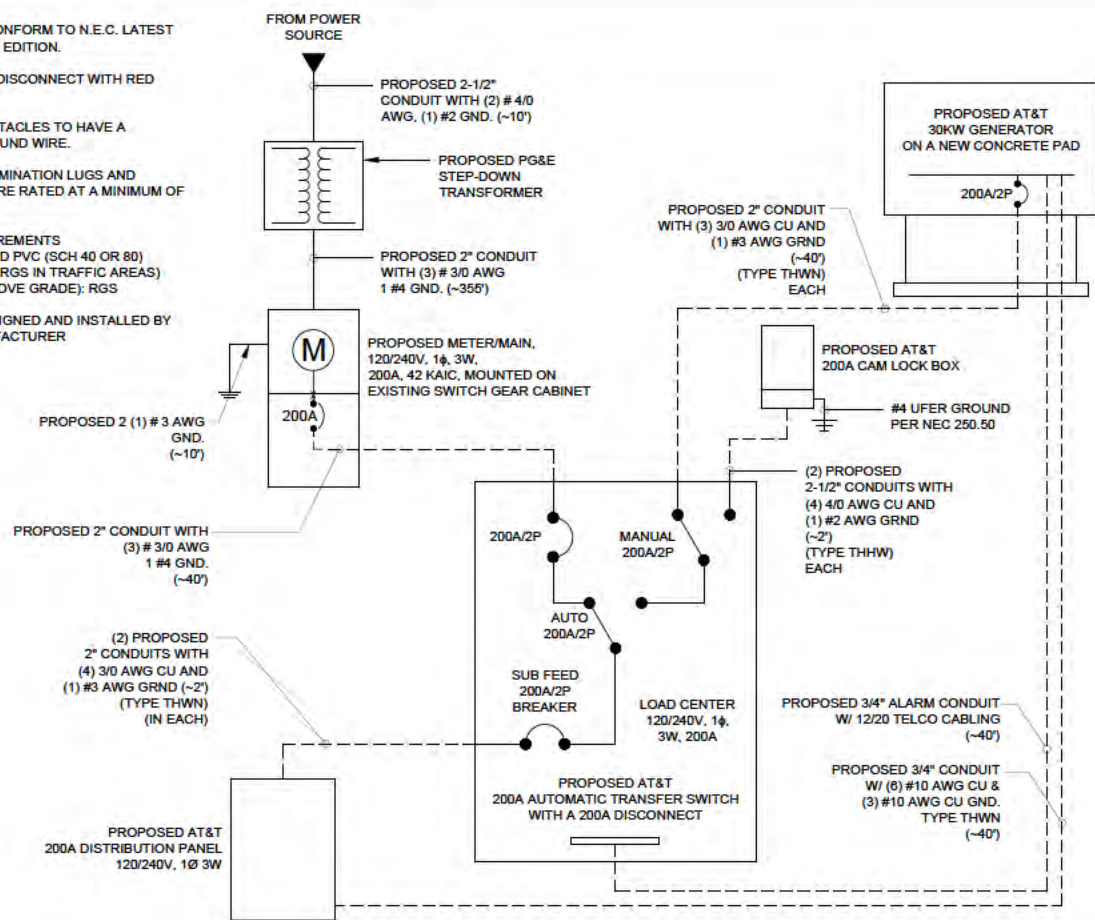 ONFORM TO N.E.C. LATEST
EDITION.
DISCONNECT WITH RED
TACLES TO HAVE A
UND WIRE.
MINATION LUGS AND
RE RATED AT A MINIMUM OF
REMENTS
D PVC (SCH 40 OR 80)
RGS IN TRAFFIC AREAS)
OVE GRADE): RGS
IGNED AND INSTALLED BY
FACTURER
FROM POWER
SOURCE
PROPOSED 2-1/2"
CONDUIT WITH (2) # 4/0
AWG, (1) #2 GND. (~10')
PROPOSED PG&E
STEP-DOWN
TRANSFORMER
PROPOSED 2" CONDUIT
WITH (3) # 3/0 AWG
1 #4 GND. (~355')
M
200A
PROPOSED METER/MAIN,
120/240V, 1ϕ, 3W,
200A, 42 KAIC, MOUNTED ON
EXISTING SWITCH GEAR CABINET
PROPOSED 2 (1) # 3 AWG
GND.
(~10')
PROPOSED 2" CONDUIT WITH
(3) # 3/0 AWG
1 #4 GND.
(~40')
PROPOSED AT&T
30KW GENERATOR
ON A NEW CONCRETE PAD
200A/2P
PROPOSED 2" CONDUIT
WITH (3) 3/0 AWG CU AND
(1) #3 AWG GRND
(~40')
(TYPE THWN)
EACH
PROPOSED AT&T
200A CAM LOCK BOX
#4 UFER GROUND
PER NEC 250.50
(2) PROPOSED
2-1/2" CONDUITS WITH
(4) 4/0 AWG CU AND
(1) #2 AWG GRND
(~2')
(TYPE THHW)
EACH
200A/2P
MANUAL
200A/2P
AUTO
200A/2P
SUB FEED
200A/2P
BREAKER
LOAD CENTER
120/240V, 1ϕ,
3W, 200A
PROPOSED AT&T
200A AUTOMATIC TRANSFER SWITCH
WITH A 200A DISCONNECT
(2) PROPOSED
2" CONDUITS WITH
(4) 3/0 AWG CU AND
(1) #3 AWG GRND (~2')
(TYPE THWN)
(IN EACH)
PROPOSED AT&T
200A DISTRIBUTION PANEL
120/240V, 1Ø 3W
PROPOSED 3/4" ALARM CONDUIT
W/ 12/20 TELCO CABLING
(~40')
PROPOSED 3/4" CONDUIT
W/ (6) #10 AWG CU &
(3) #10 AWG CU GND.
TYPE THWN
(~40')